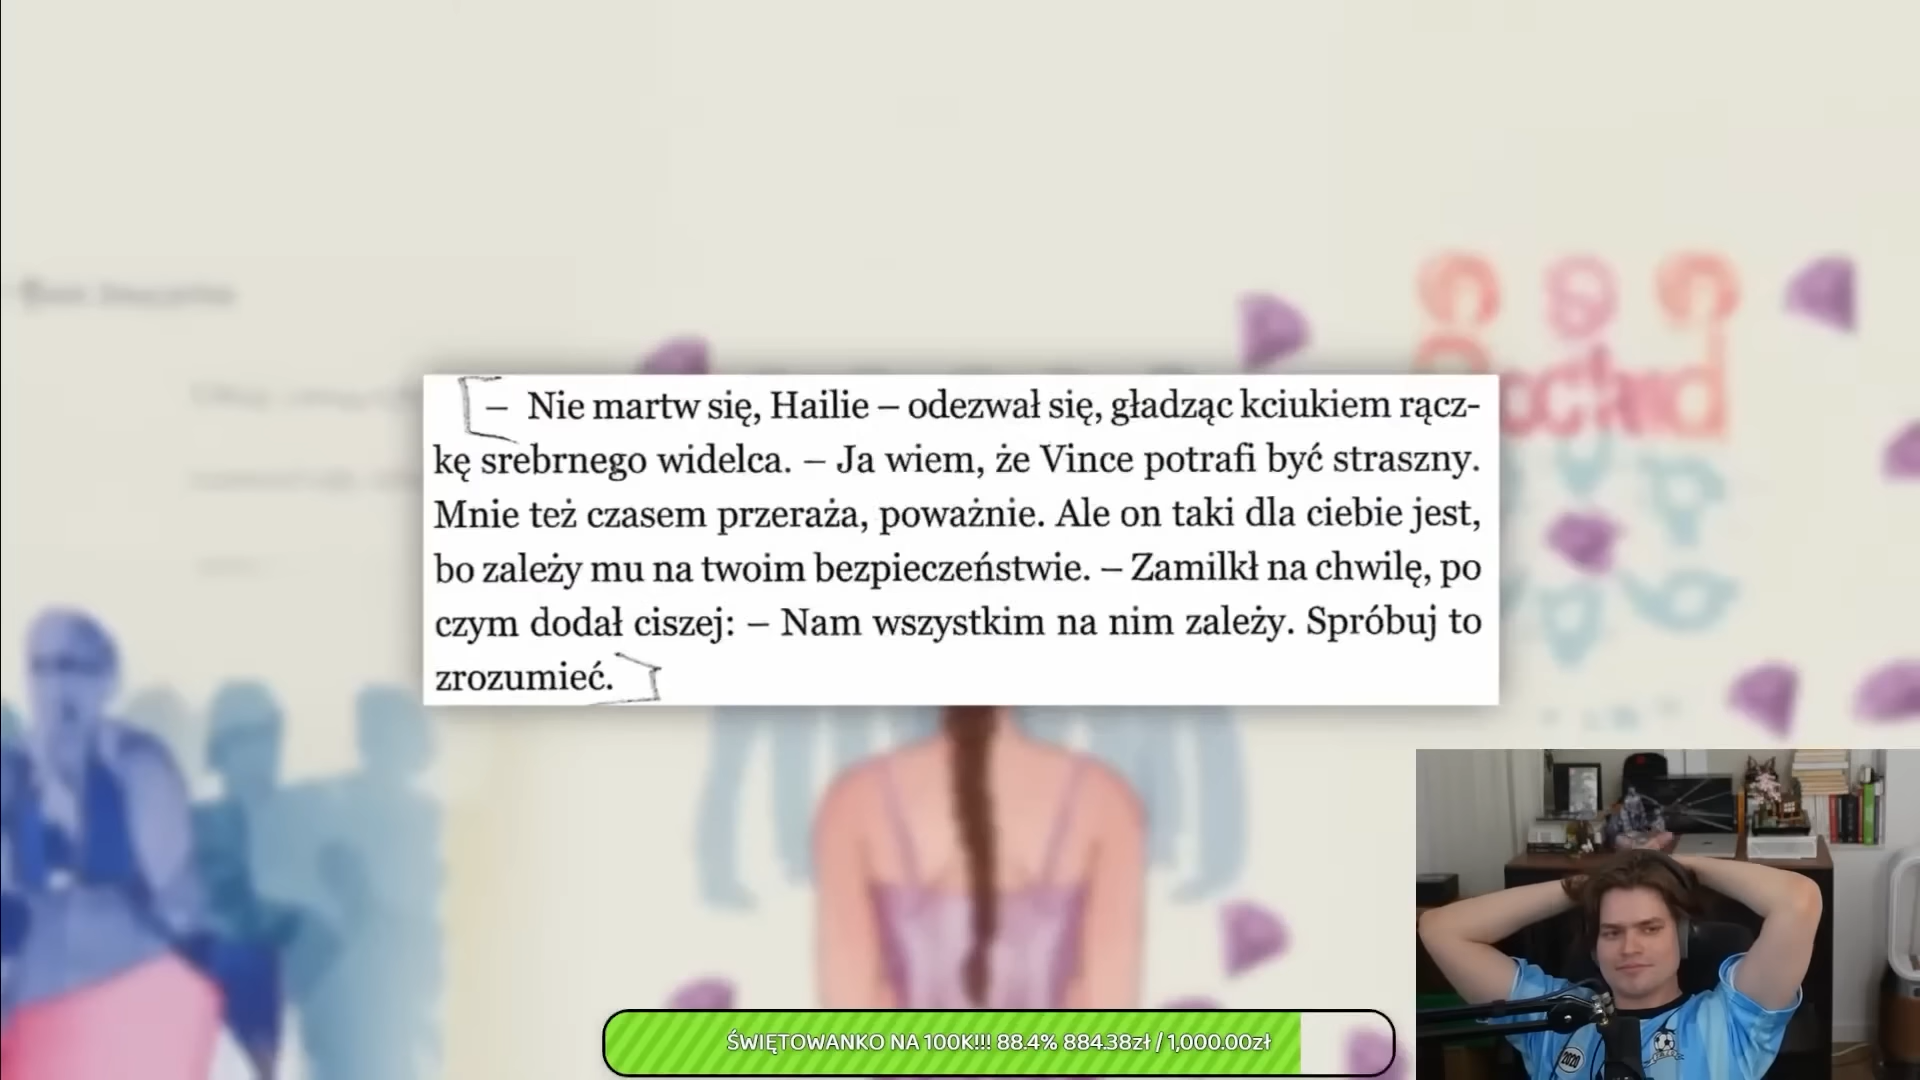 – Nie martw się, Hailie – odezwał się, gładząc kciukiem rącz-
kę srebrnego widelca. – Ja wiem, że Vince potrafi być straszny.
Mnie też czasem przeraża, poważnie. Ale on taki dla ciebie jest,
bo zależy mu na twoim bezpieczeństwie. – Zamilkł na chwilę, po
czym dodał ciszej: – Nam wszystkim na nim zależy. Spróbuj to
zrozumieć.
ŚWIĘTOWANKO NA 100K!!! 88.4% 884.38zł / 1,000.00zł
2020